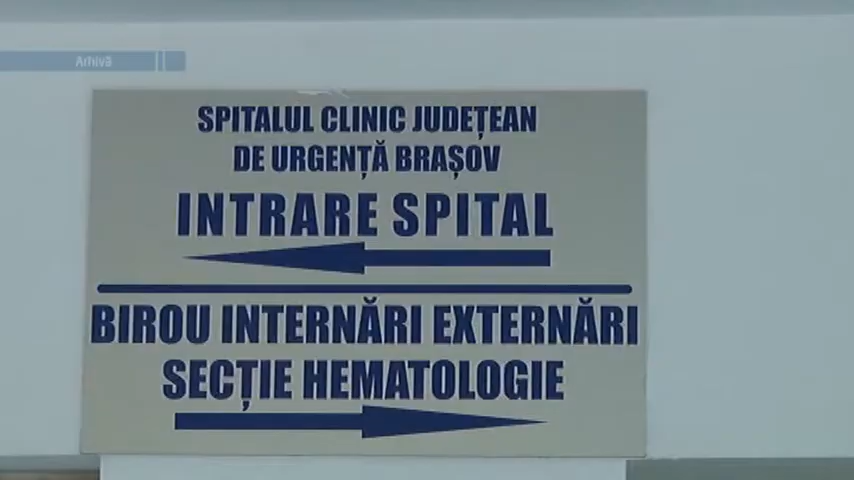 Arhivă
SPITALUL CLINIC JUDEȚEAN
DE URGENȚĂ BRAȘOV
INTRARE SPITAL
BIROU INTERNĂRI EXTERNĂRI
SECȚIE HEMATOLOGIE